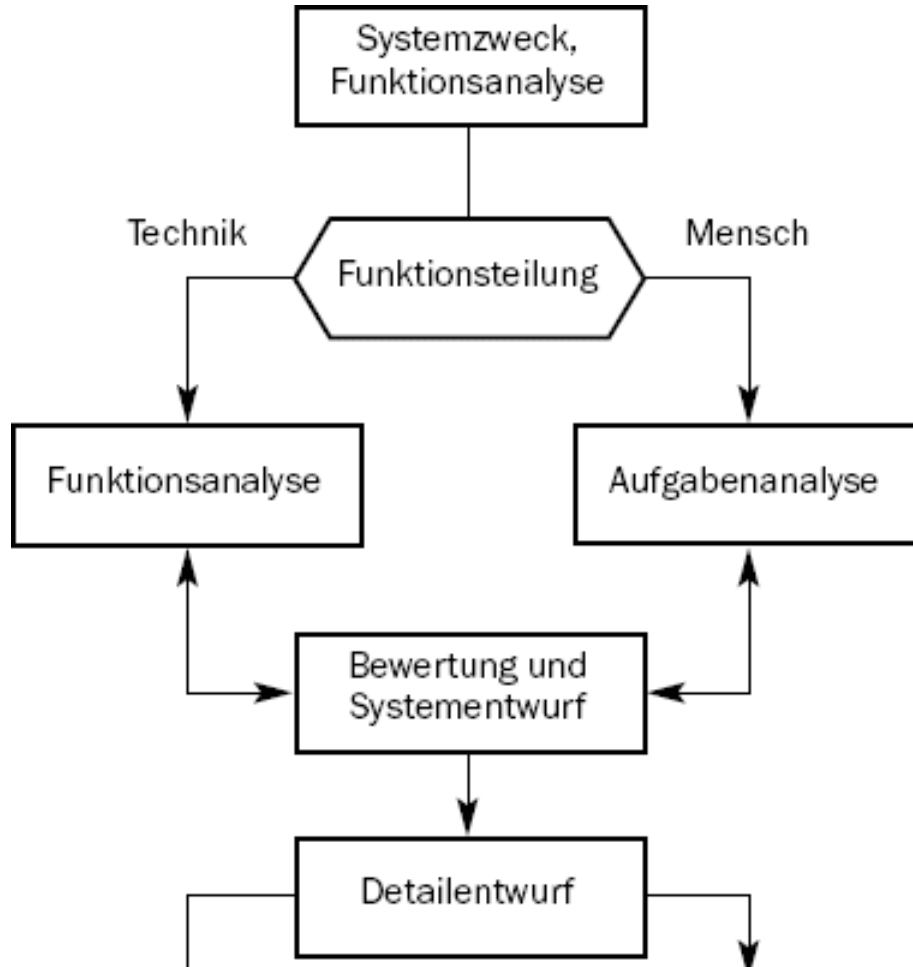 Systemzweck,
Funktionsanalyse
Technik
Mensch
Funktionsteilung
Funktionsanalyse
Aufgabenanalyse
Bewertung und
Systementwurf
Detailentwurf